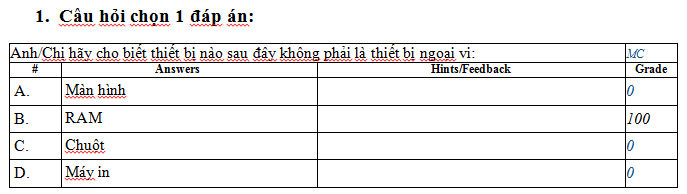 1. Câu hỏi chọn 1 đáp án:
Anh/Chị hãy cho biết thiết bị nào sau đây không phải là thiết bị ngoại vi: MC
# Answers Hints/Feedback Grade
A. Màn hình 0
B. RAM 100
C. Chuột 0
D. Máy in 0